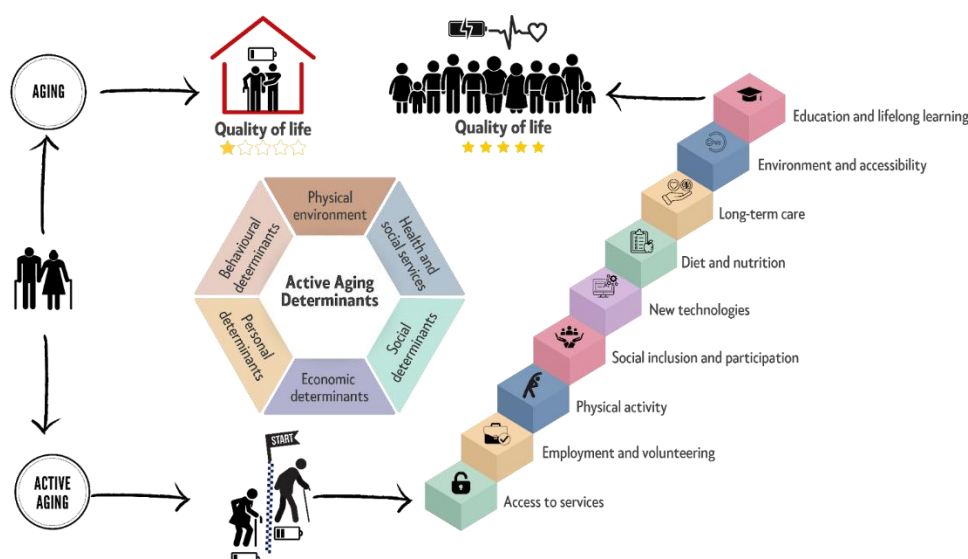 AGING
Quality of life
Quality of life
Education and lifelong learning
Environment and accessibility
Long-term care
Diet and nutrition
New technologies
Social inclusion and participation
Physical activity
Employment and volunteering
Access to services
Physical
environment
Behavioural
determinants
Health and
social services
Active Aging
Determinants
Personal
determinants
Social
determinants
Economic
determinants
START
ACTIVE
AGING